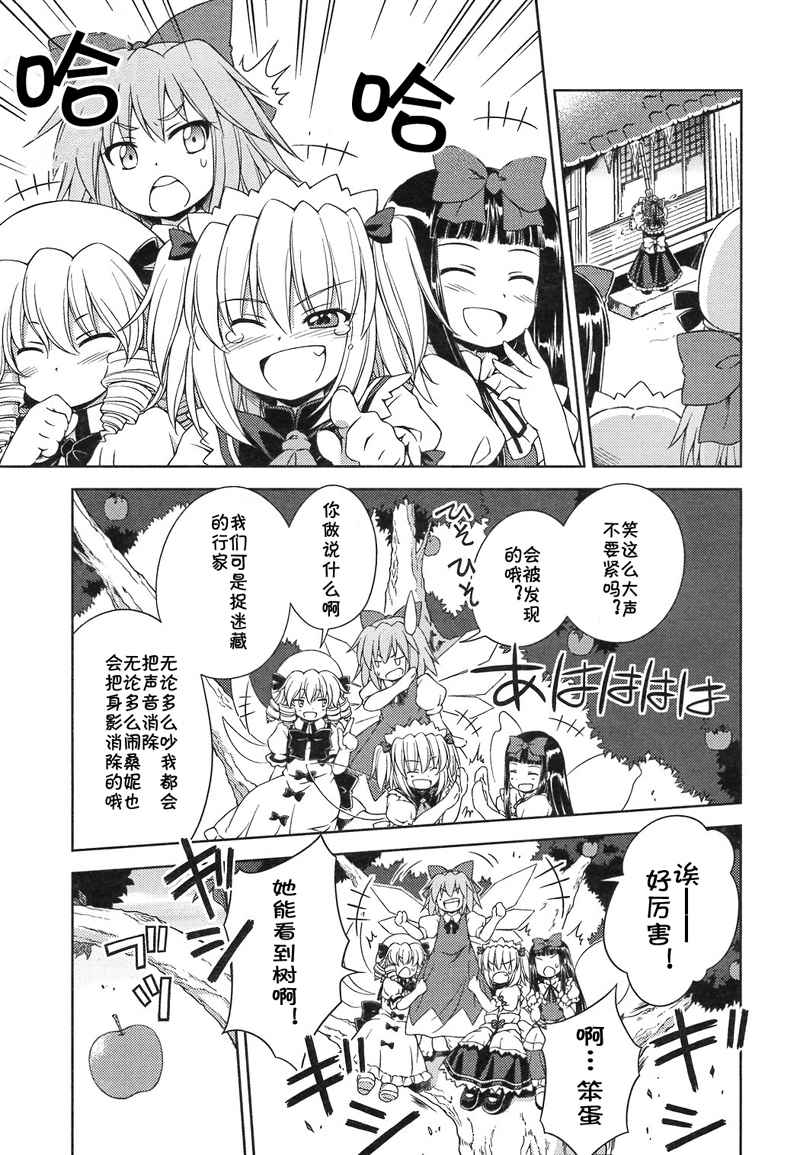 哈
哈
笑这么大声
不要紧吗？
会被发现
的哦？
ひそ
ひそ
你做说什么啊
我们可是捉迷藏
的行家
あはははは
无论多么吵我都会
把声音消除
无论多么闹桑妮也
会把身影消除的哦
诶——
好厉害！
ギシ
啊…笨蛋
她能看到树啊！
ギシ
ギシ
グッ